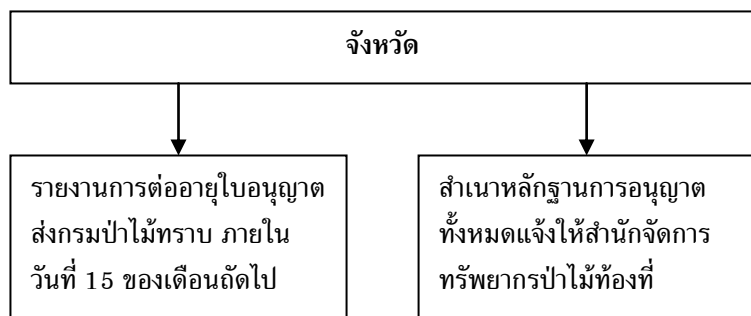 จังหวัด
รายงานการต่ออายุใบอนุญาต
ส่งกรมป่าไม้ทราบ ภายใน
วันที่ 15 ของเดือนถัดไป
สำเนาหลักฐานการอนุญาต
ทั้งหมดแจ้งให้สำนักจัดการ
ทรัพยากรป่าไม้ท้องที่